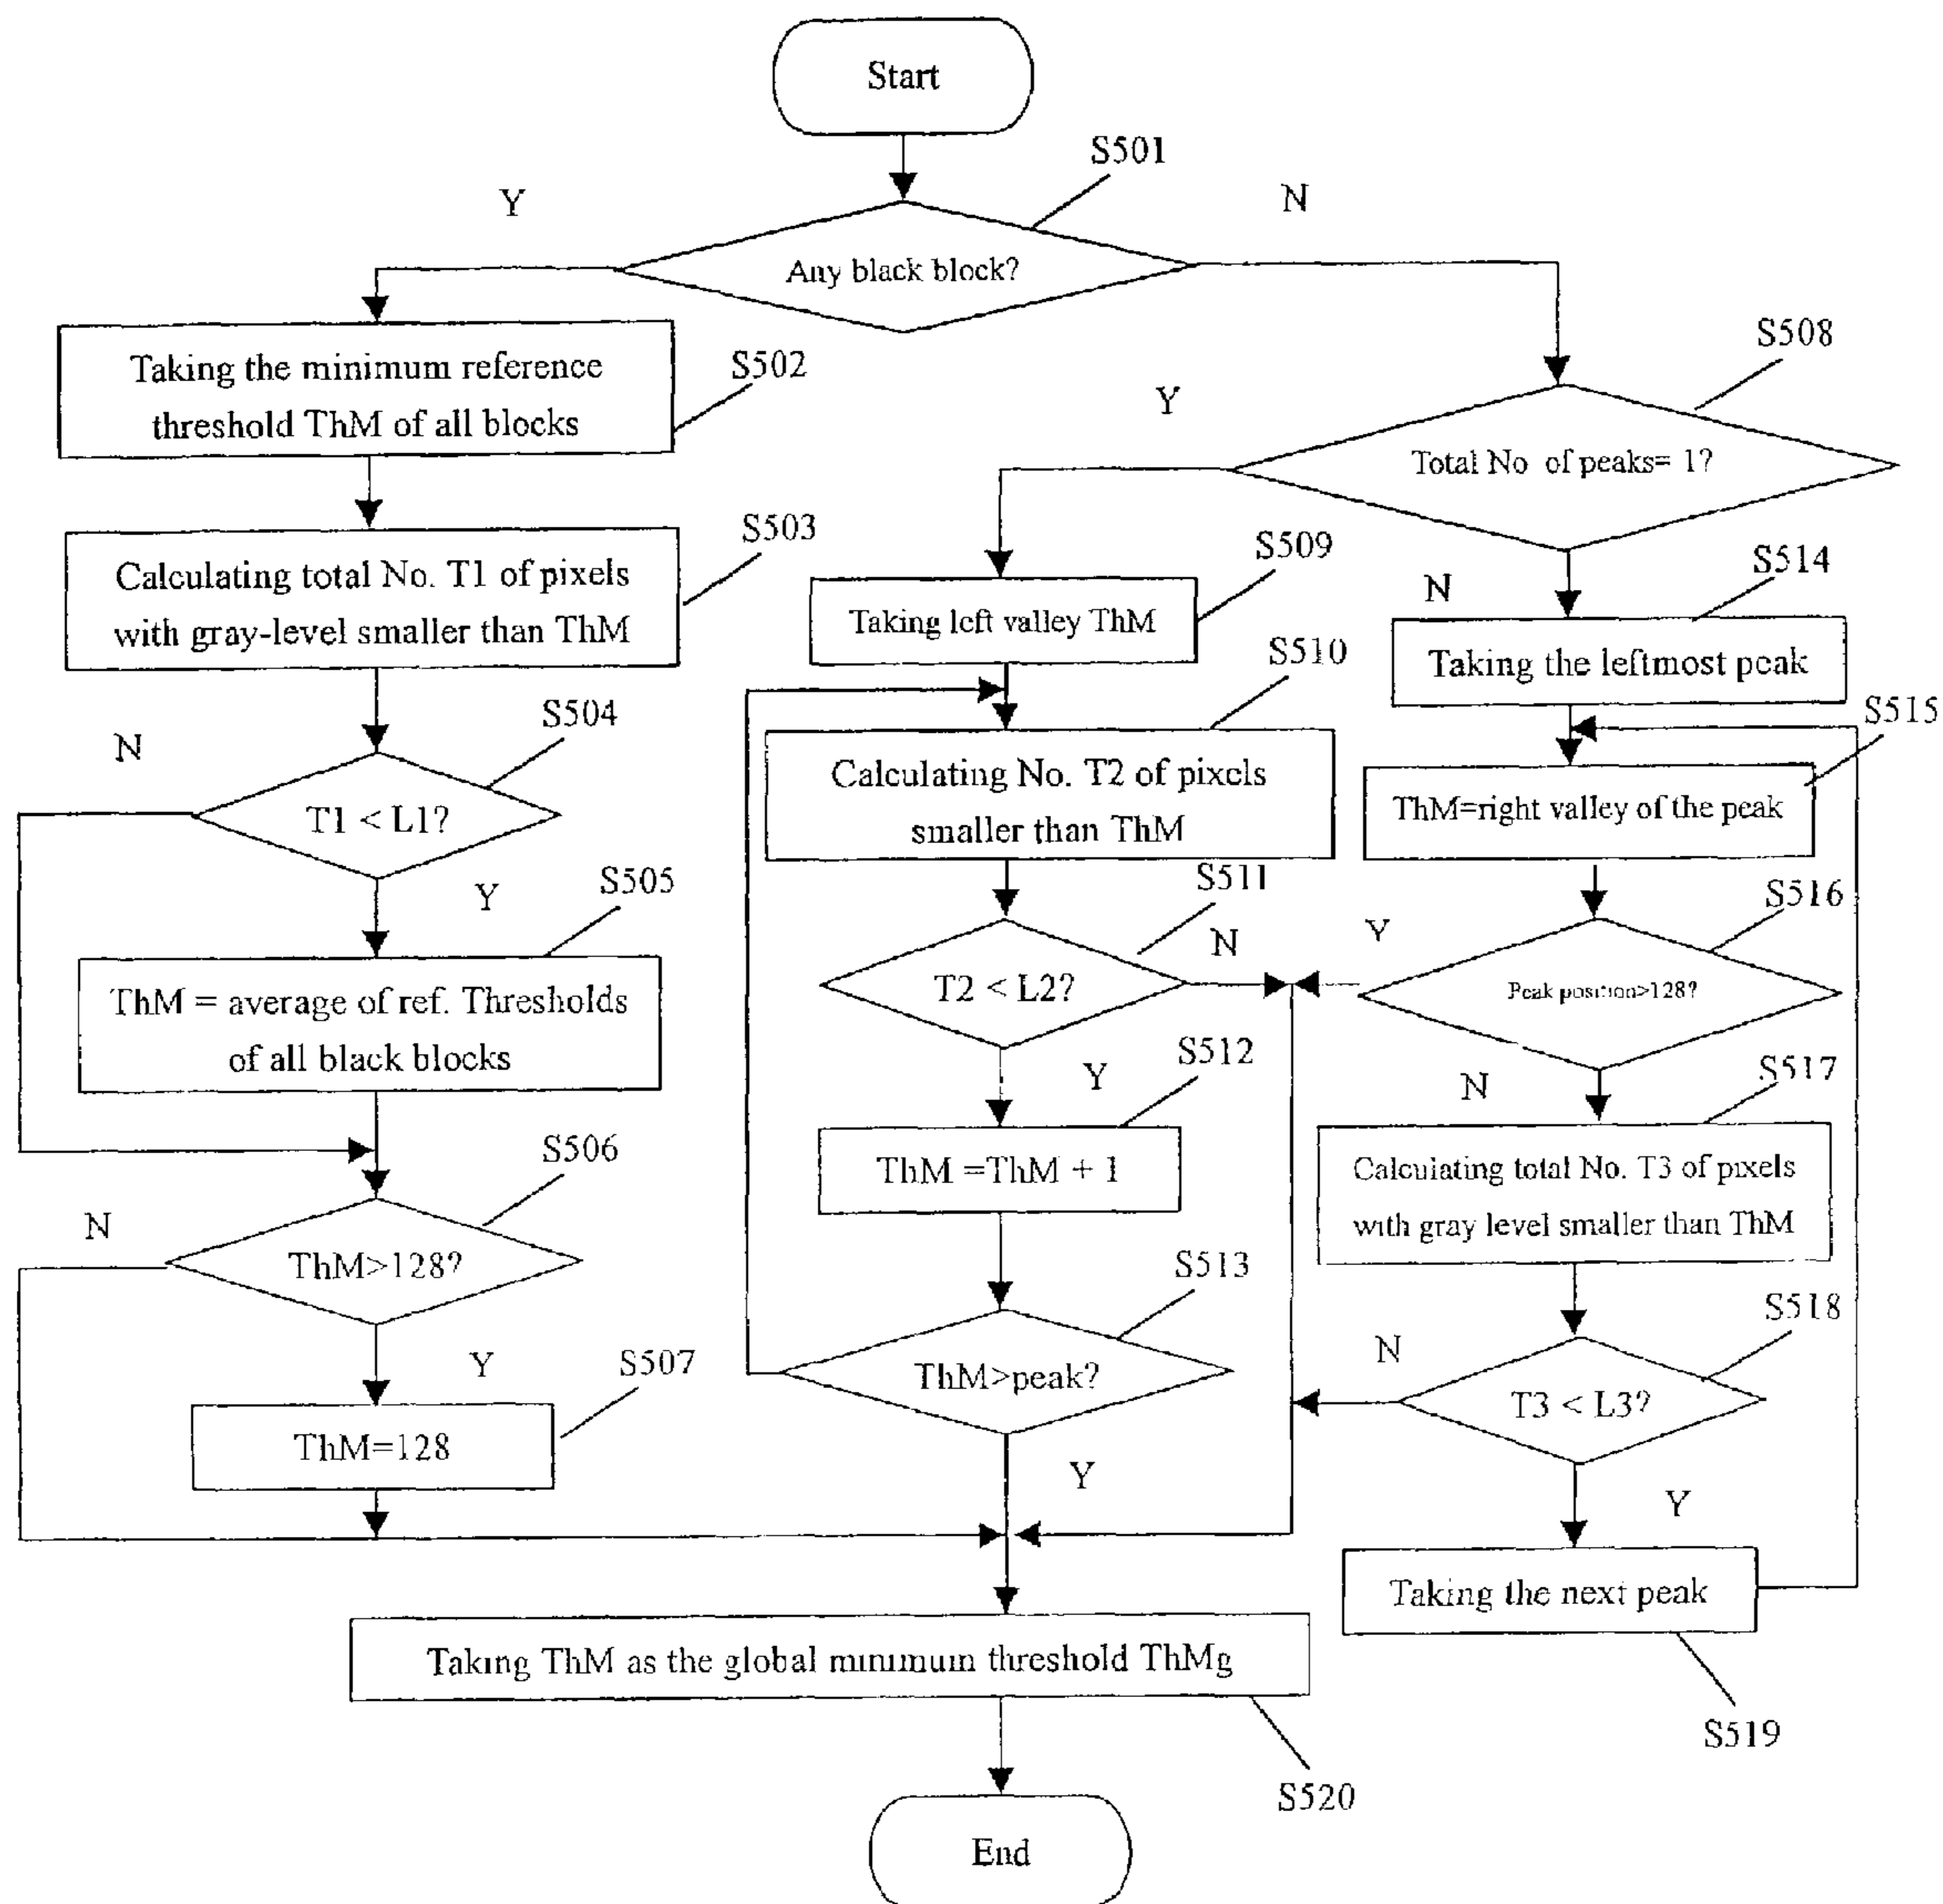 Start
S501
Y
N
Any black block?
S508
Taking the minimum reference
threshold ThM of all blocks
S502
Y
Total No of peaks= 1?
S503
Calculating total No. T1 of pixels
with gray-level smaller than ThM
S509
Taking left valley ThM
N
S514
Taking the leftmost peak
S510
S504
N
T1 < L1?
Calculating No. T2 of pixels
smaller than ThM
S515
ThM=right valley of the peak
Y
S505
S511
N
Y
S516
ThM = average of ref. Thresholds
of all black blocks
T2 < L2?
Peak position>128?
Y
S512
N
S517
S506
ThM =ThM + 1
Calculating total No. T3 of pixels
with gray level smaller than ThM
N
ThM>128?
S513
S518
Y
S507
ThM>peak?
N
T3 < L3?
ThM=128
Y
Y
Taking the next peak
Taking ThM as the global minimum threshold ThMg
S519
S520
End